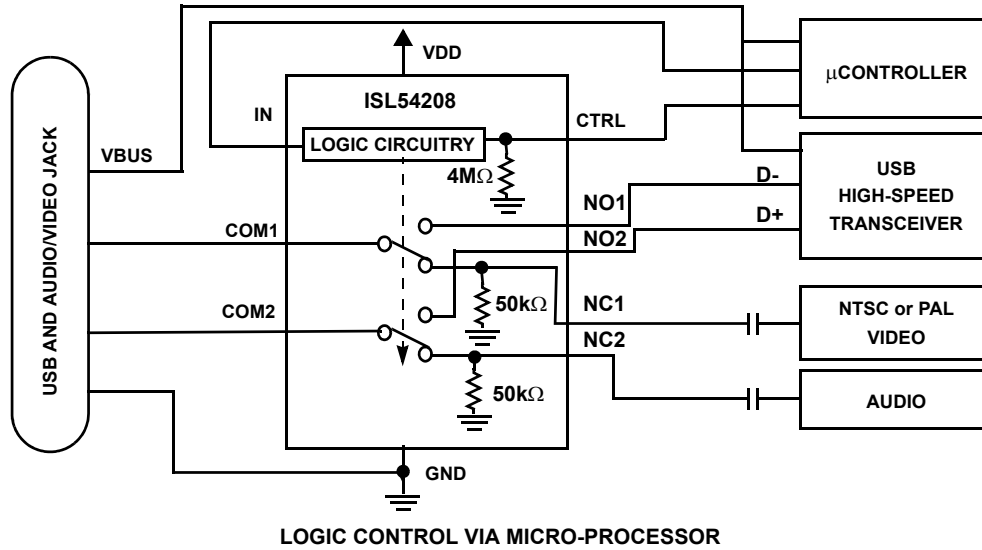 VDD
μCONTROLLER
ISL54208
IN
CTRL
LOGIC CIRCUITRY
USB AND AUDIO/VIDEO JACK
VBUS
4MΩ
USB
HIGH-SPEED
TRANSCEIVER
D-
NO1
D+
NO2
COM1
50kΩ
NC1
NTSC or PAL
VIDEO
COM2
NC2
50kΩ
AUDIO
GND
LOGIC CONTROL VIA MICRO-PROCESSOR